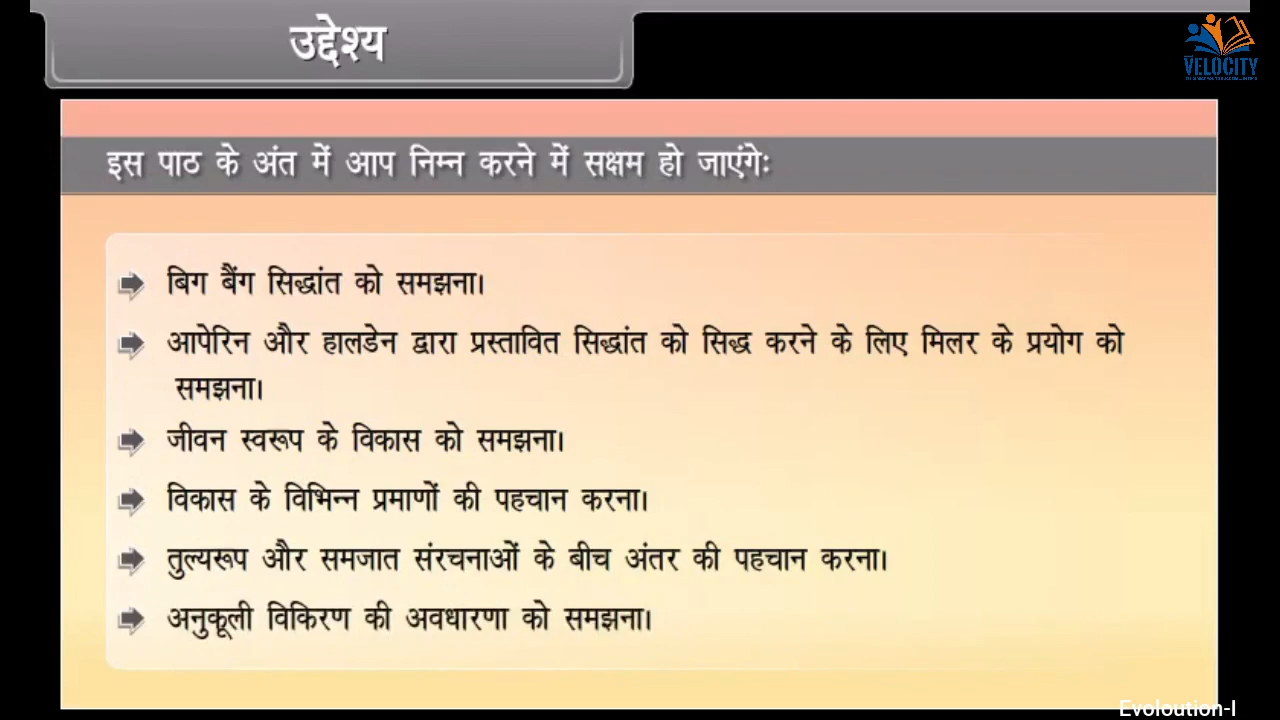 उद्देश्य
VELOCITY
इस पाठ के अंत में आप निम्न करने में सक्षम हो जाएंगेः
बिग बैंग सिद्धांत को समझना।
आपेरिन और हालडेन द्वारा प्रस्तावित सिद्धांत को सिद्ध करने के लिए मिलर के प्रयोग को
समझना।
जीवन स्वरूप के विकास को समझना।
विकास के विभिन्न प्रमाणों की पहचान करना।
तुल्यरूप और समजात संरचनाओं के बीच अंतर की पहचान करना।
अनुकूली विकिरण की अवधारणा को समझना।
Evoloution-I